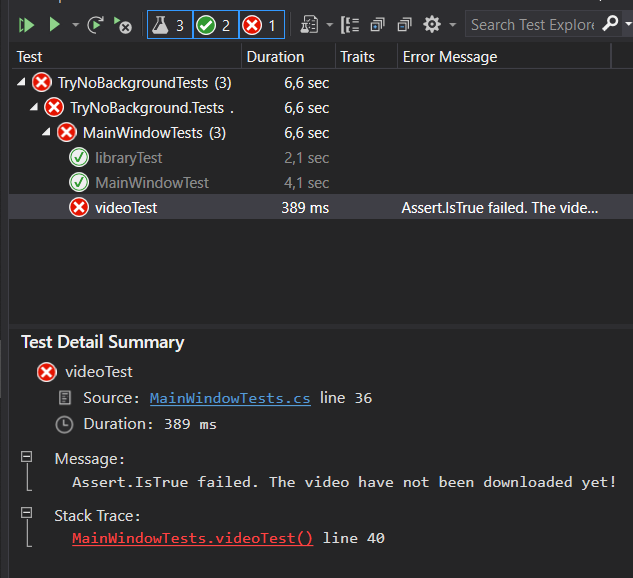 3 2 1 Search Test Explore
Test Duration Traits Error Message
TryNoBackgroundTests (3) 6,6 sec
TryNoBackground.Tests . 6,6 sec
MainWindowTests (3) 6,6 sec
libraryTest 2,1 sec
MainWindowTest 4,1 sec
videoTest 389 ms Assert.IsTrue failed. The vide...
Test Detail Summary
videoTest
Source: MainWindowTests.cs line 36
Duration: 389 ms
Message:
Assert.IsTrue failed. The video have not been downloaded yet!
Stack Trace:
MainWindowTests.videoTest() line 40